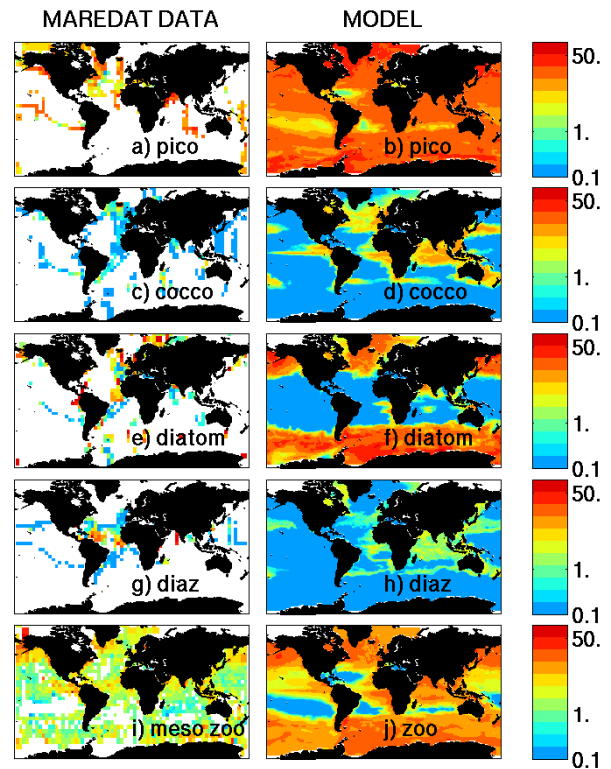 MAREDAT DATA MODEL
a) pico b) pico 50. 1. 0.1
c) cocco d) cocco 50. 1. 0.1
e) diatom f) diatom 50. 1. 0.1
g) diaz h) diaz 50. 1. 0.1
i) meso zoo j) zoo 50. 1. 0.1